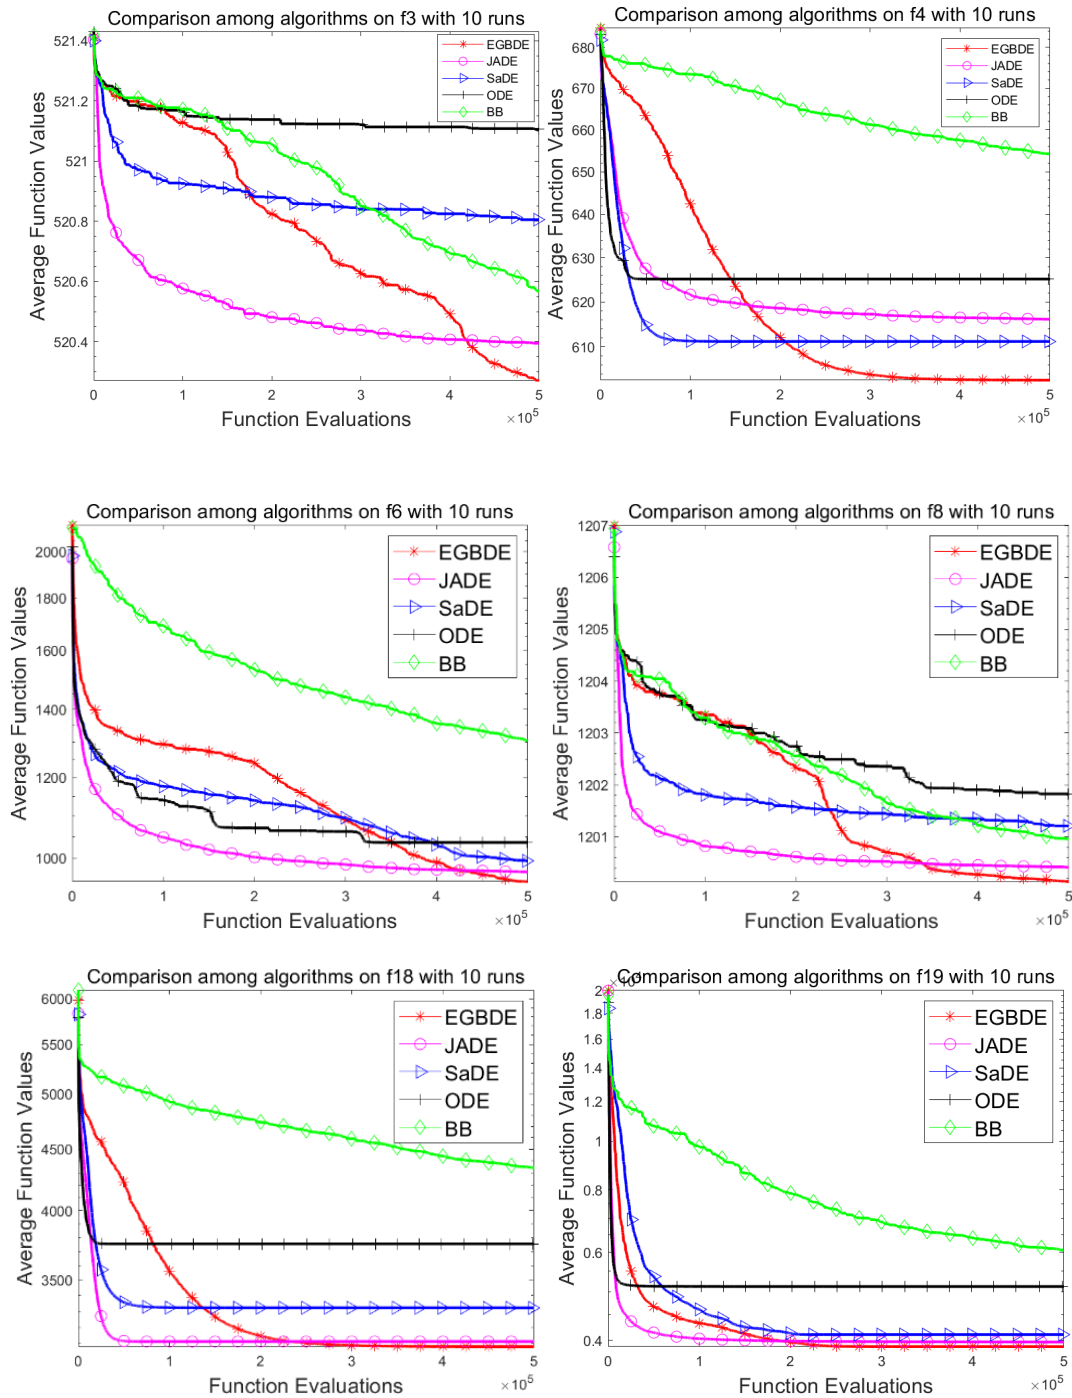 Comparison among algorithms on f3 with 10 runs
521.4
521.2
521
520.8
520.6
520.4
Average Function Values
EGBDE
JADE
SaDE
ODE
BB
0 1 2 3 4 5
Function Evaluations
×10^5
Comparison among algorithms on f4 with 10 runs
680
670
660
650
640
630
620
610
Average Function Values
EGBDE
JADE
SaDE
ODE
BB
0 1 2 3 4 5
Function Evaluations
×10^5
Comparison among algorithms on f6 with 10 runs
2000
1800
1600
1400
1200
1000
Average Function Values
EGBDE
JADE
SaDE
ODE
BB
0 1 2 3 4 5
Function Evaluations
×10^5
Comparison among algorithms on f8 with 10 runs
1207
1206
1205
1204
1203
1202
1201
Average Function Values
EGBDE
JADE
SaDE
ODE
BB
0 1 2 3 4 5
Function Evaluations
×10^5
Comparison among algorithms on f18 with 10 runs
6000
5500
5000
4500
4000
3500
Average Function Values
EGBDE
JADE
SaDE
ODE
BB
0 1 2 3 4 5
Function Evaluations
×10^5
Comparison among algorithms on f19 with 10 runs
2
1.8
1.6
1.4
1.2
1
0.8
0.6
0.4
Average Function Values
EGBDE
JADE
SaDE
ODE
BB
0 1 2 3 4 5
Function Evaluations
×10^5